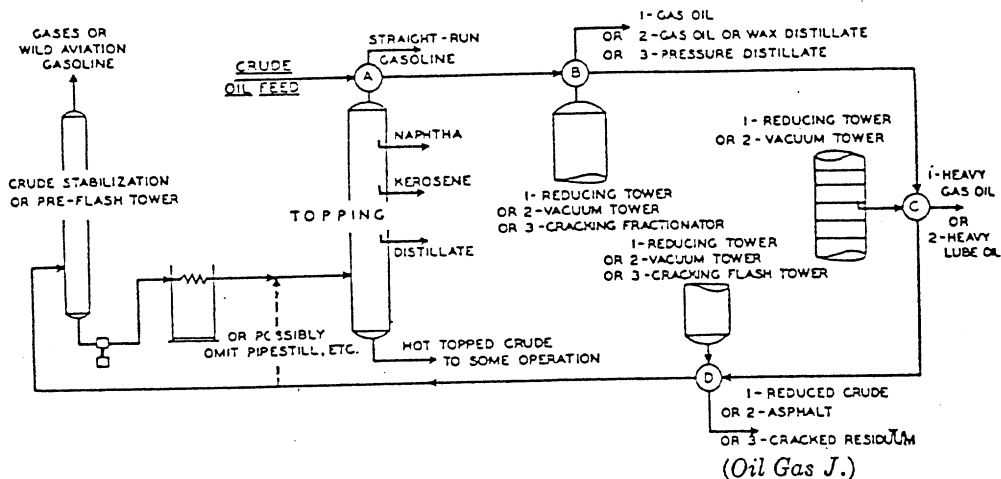 GASES OR
WILD AVIATION
GASOLINE
STRAIGHT-RUN
GASOLINE
CRUDE
OIL FEED
A
B
1- GAS OIL
OR 2- GAS OIL OR WAX DISTILLATE
OR 3- PRESSURE DISTILLATE
NAPHTHA
KEROSENE
DISTILLATE
CRUDE STABILIZATION
OR PRE-FLASH TOWER
TOPPING
1- REDUCING TOWER
OR 2- VACUUM TOWER
OR 3- CRACKING FRACTIONATOR
1- REDUCING TOWER
OR 2- VACUUM TOWER
C
1-HEAVY
GAS OIL
OR
2-HEAVY
LUBE OIL
1- REDUCING TOWER
OR 2- VACUUM TOWER
OR 3- CRACKING FLASH TOWER
OR POSSIBLY
OMIT PIPESTILL, ETC.
HOT TOPPED CRUDE
TO SOME OPERATION
D
1- REDUCED CRUDE
OR 2- ASPHALT
OR 3- CRACKED RESIDUUM
(Oil Gas J.)